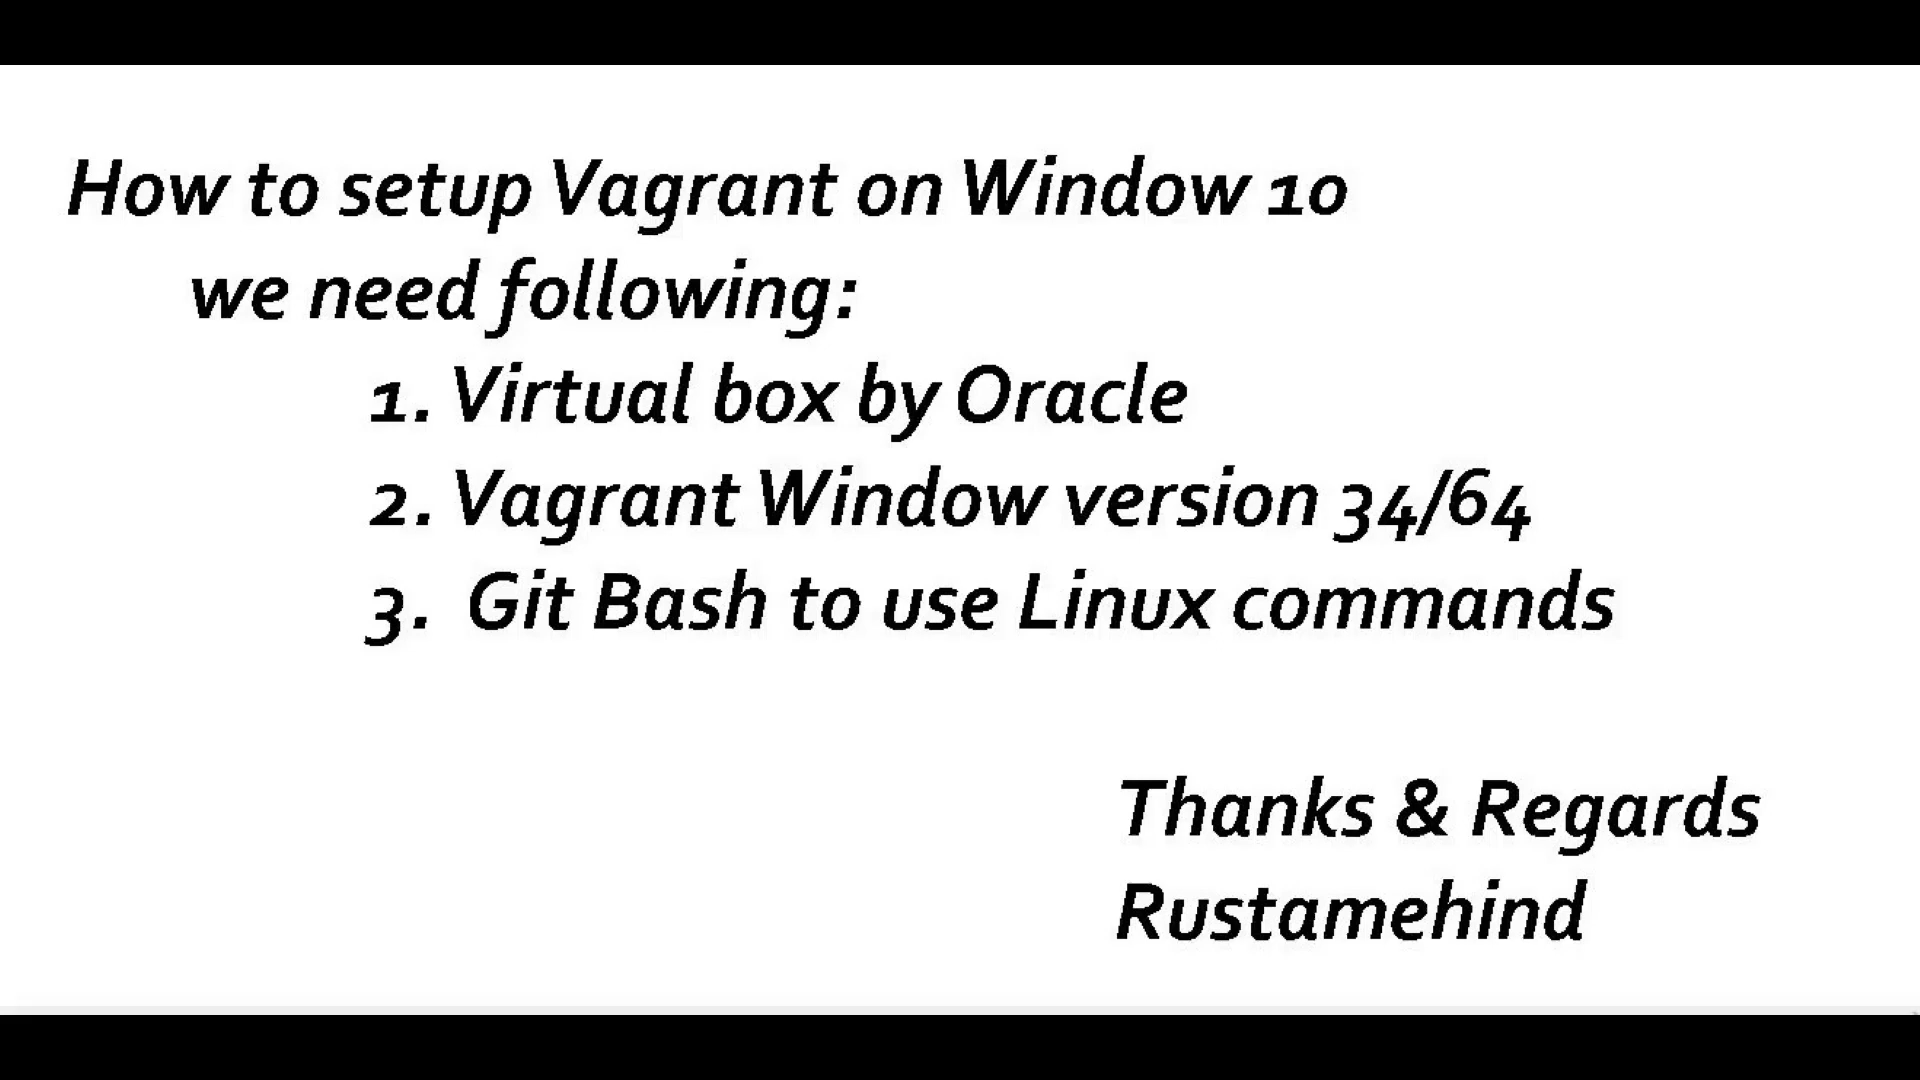 How to setup Vagrant on Window 10
we need following:
1. Virtual box by Oracle
2. Vagrant Window version 34/64
3. Git Bash to use Linux commands
Thanks & Regards
Rustamehind